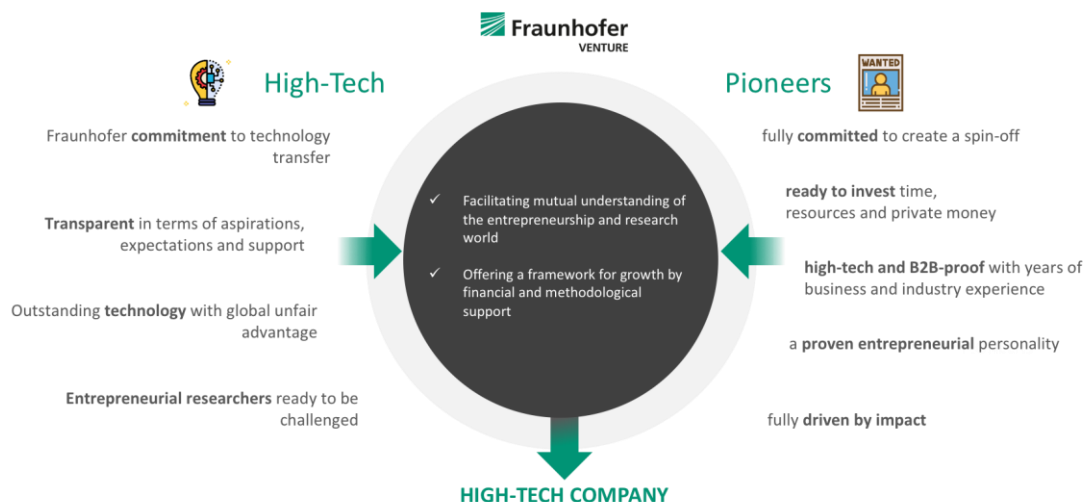 Fraunhofer
VENTURE
High-Tech
Fraunhofer commitment to technology
transfer
Transparent in terms of aspirations,
expectations and support
Outstanding technology with global unfair
advantage
Entrepreneurial researchers ready to be
challenged
✓ Facilitating mutual understanding of
the entrepreneurship and research
world
✓ Offering a framework for growth by
financial and methodological
support
Pioneers
WANTED
fully committed to create a spin-off
ready to invest time,
resources and private money
high-tech and B2B-proof with years of
business and industry experience
a proven entrepreneurial personality
fully driven by impact
HIGH-TECH COMPANY